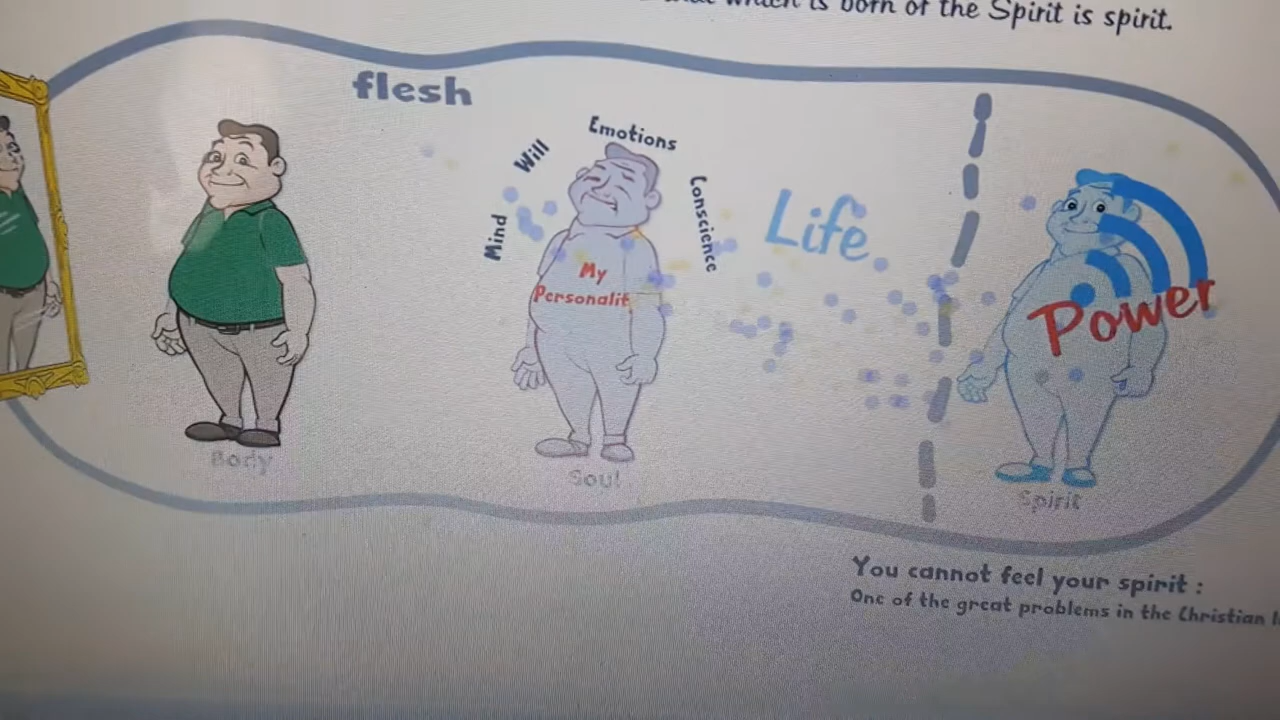 which is born of the Spirit is spirit.
flesh
Emotions
Will
Mind
Conscience
My
Personalit
Life
Power
Body
Soul
Spirit
You cannot feel your spirit :
One of the great problems in the Christian